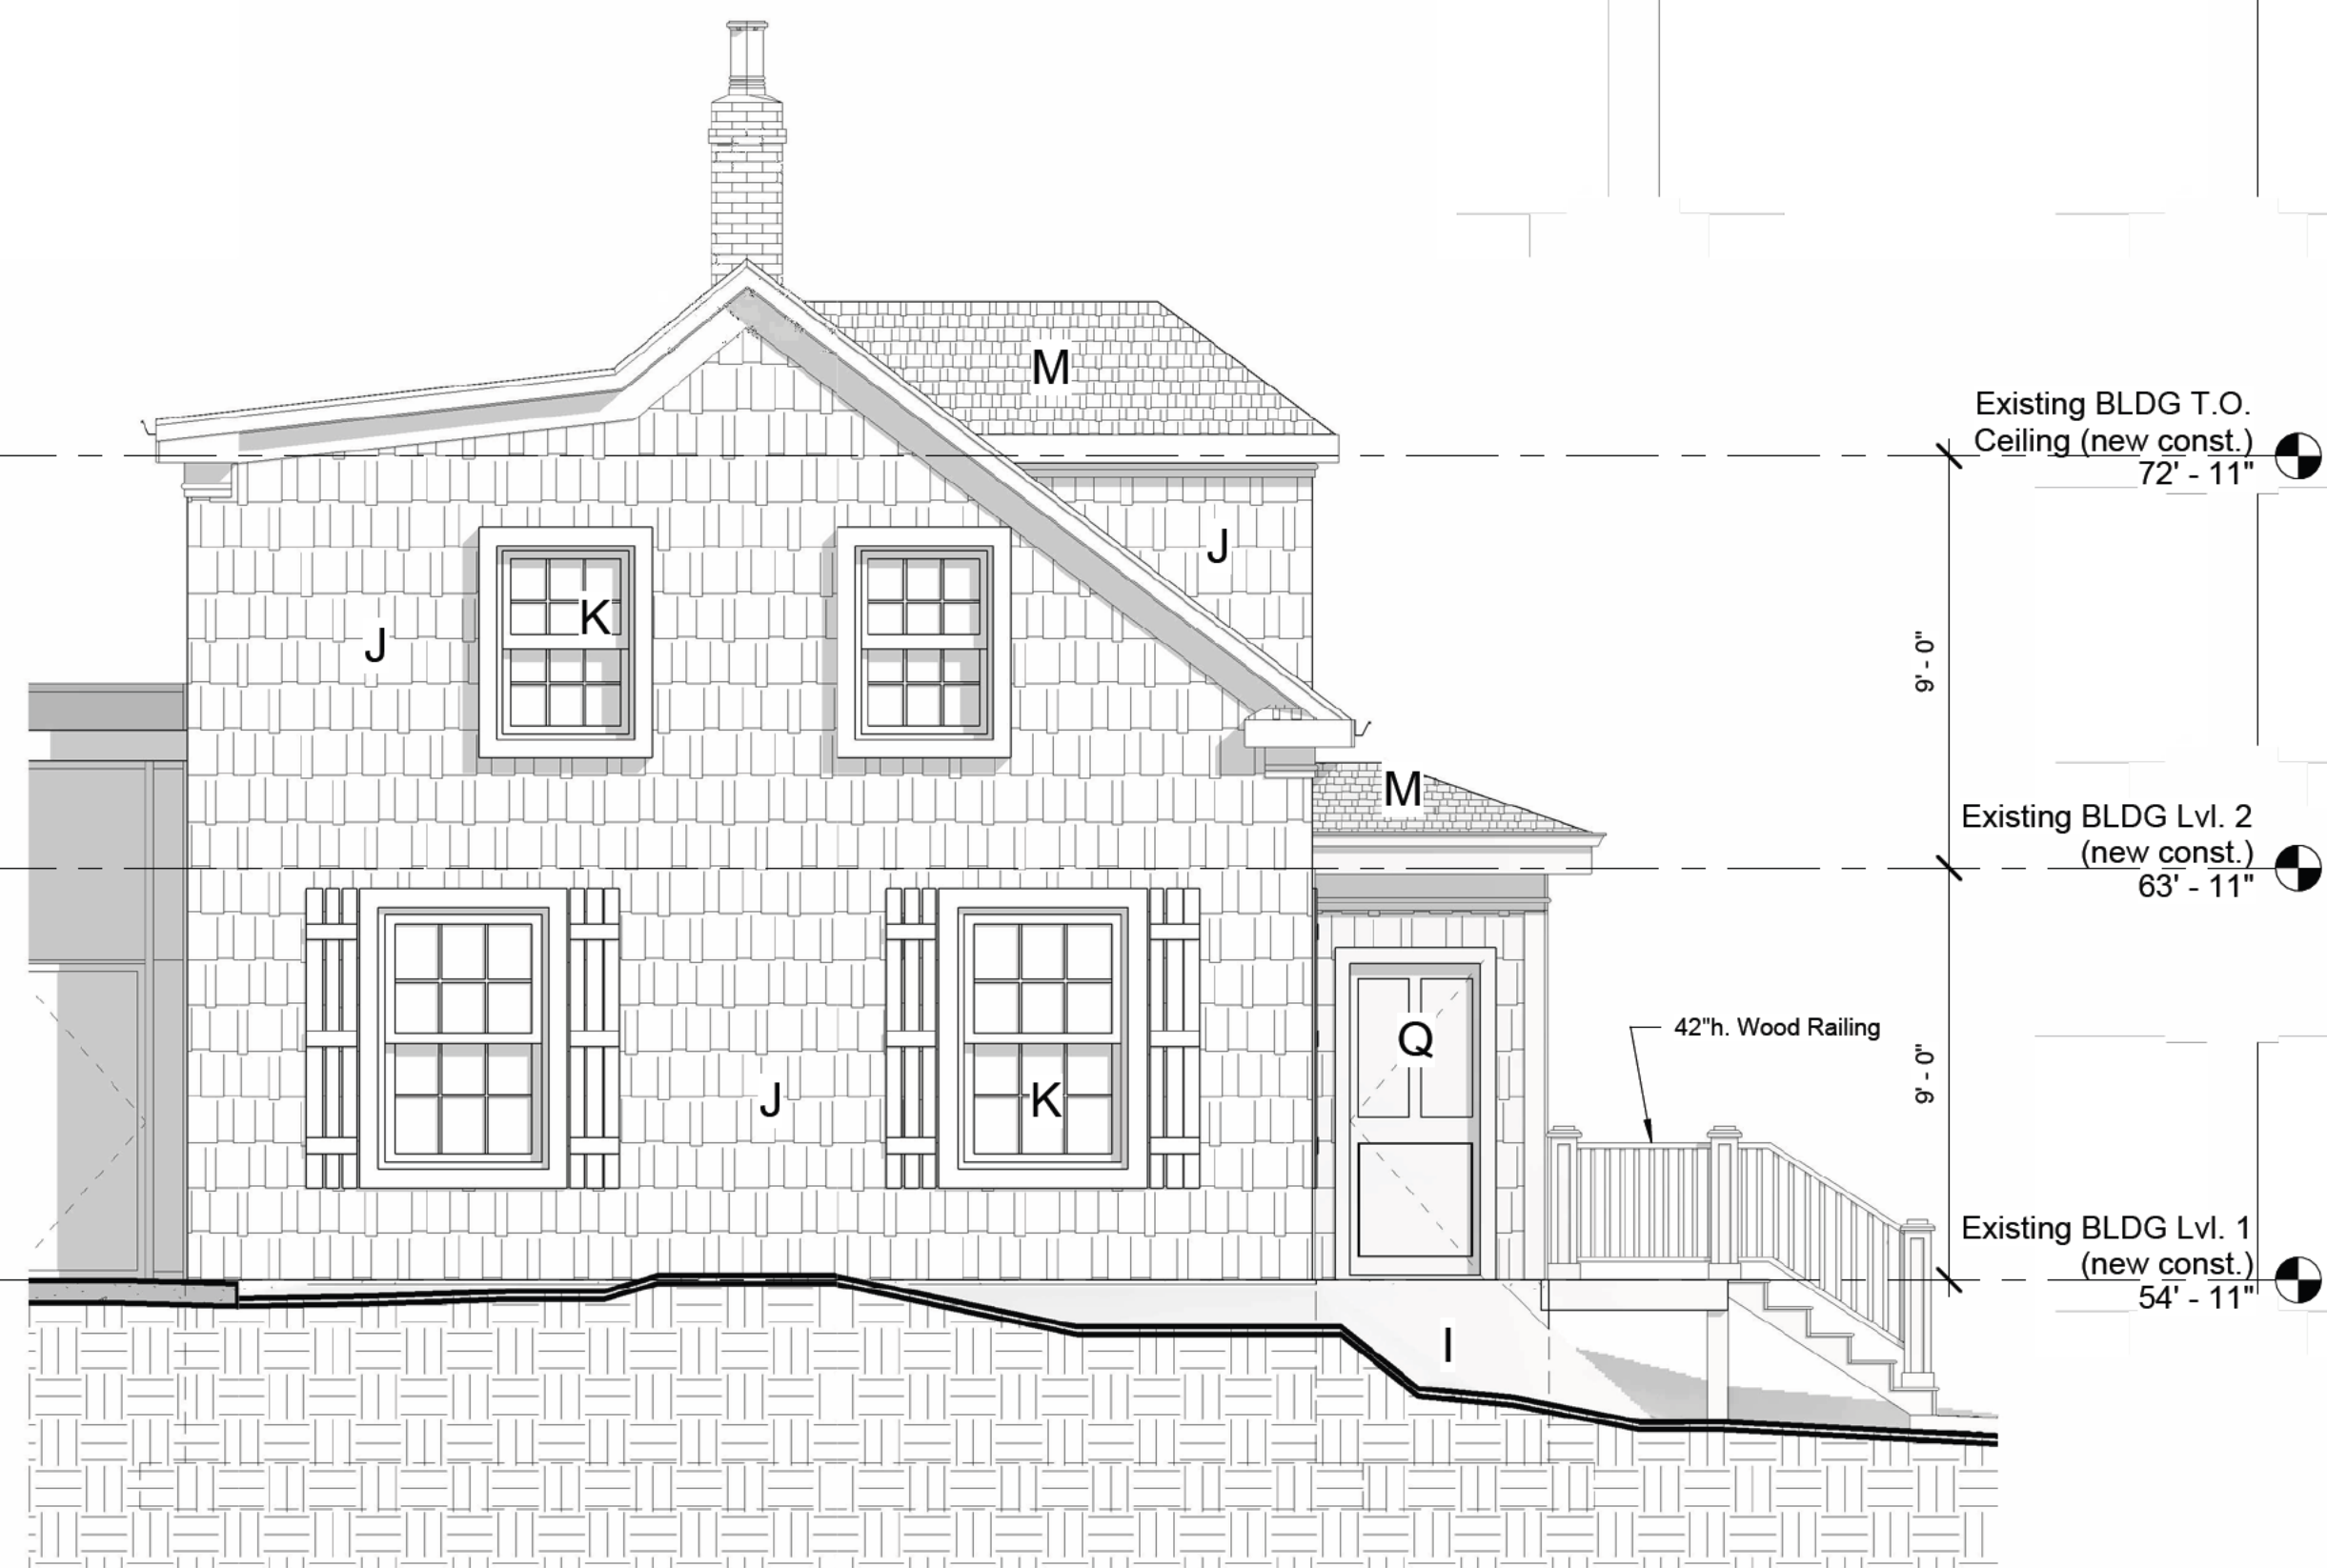 M
Existing BLDG T.O.
Ceiling (new const.)
72' - 11"
J
K
J
9' - 0"
M
Existing BLDG Lvl. 2
(new const.)
63' - 11"
Q
42"h. Wood Railing
J
K
9' - 0"
Existing BLDG Lvl. 1
(new const.)
54' - 11"
I